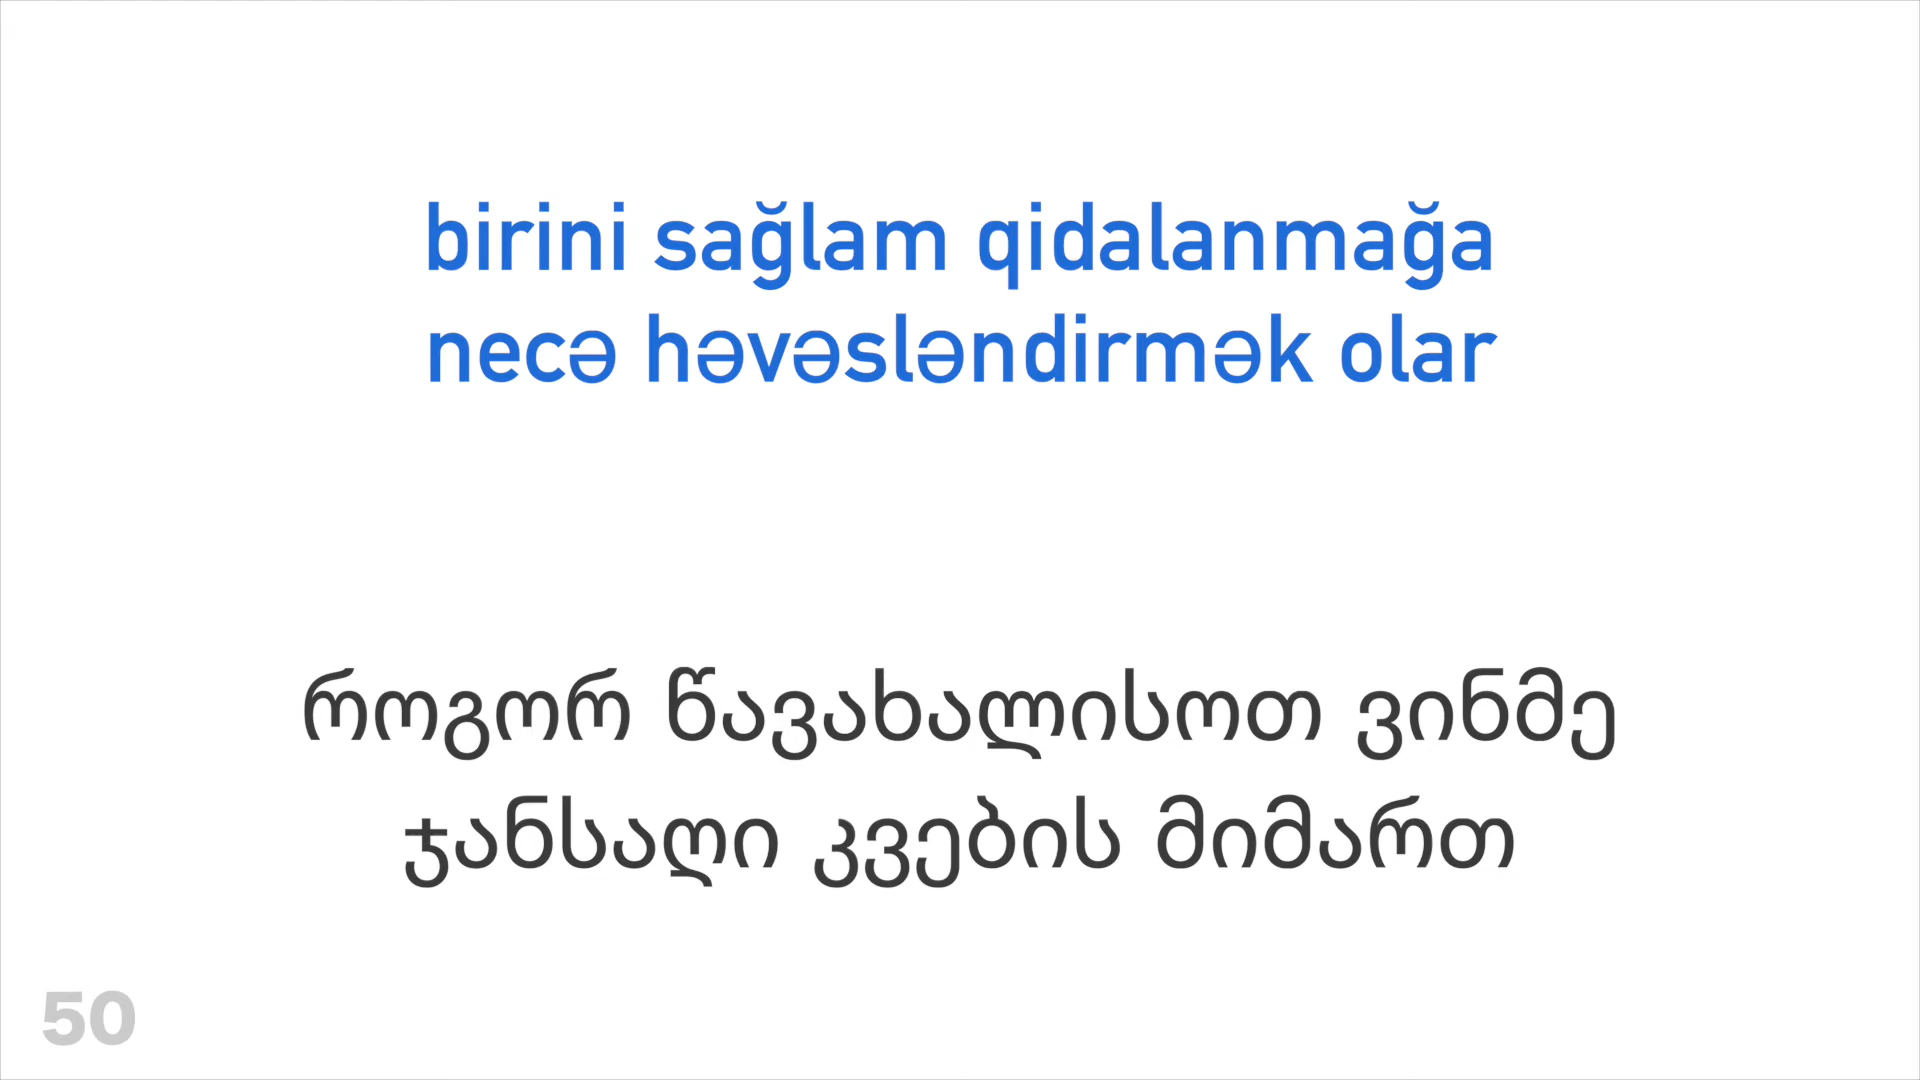 birini sağlam qidalanmağa
necə həvəsləndirmək olar
როგორ წავახალისოთ ვინმე
ჯანსაღი კვების მიმართ
50